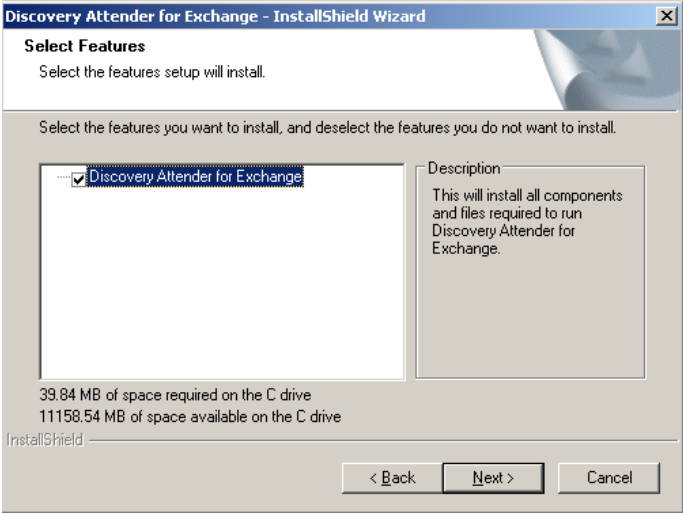 Discovery Attender for Exchange - InstallShield Wizard
Select Features
Select the features setup will install.
Select the features you want to install, and deselect the features you do not want to install.
Discovery Attender for Exchange
Description
This will install all components
and files required to run
Discovery Attender for
Exchange.
39.84 MB of space required on the C drive
11158.54 MB of space available on the C drive
InstallShield
< Back
Next >
Cancel